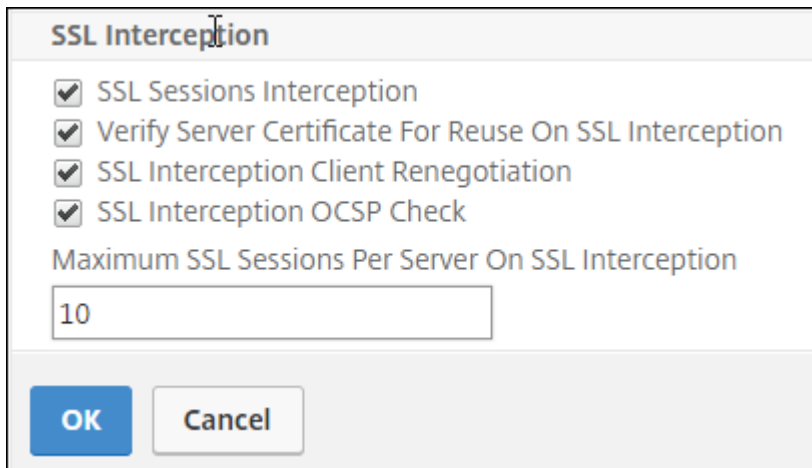 SSL Interception
SSL Sessions Interception
Verify Server Certificate For Reuse On SSL Interception
SSL Interception Client Renegotiation
SSL Interception OCSP Check
Maximum SSL Sessions Per Server On SSL Interception
10
OK Cancel